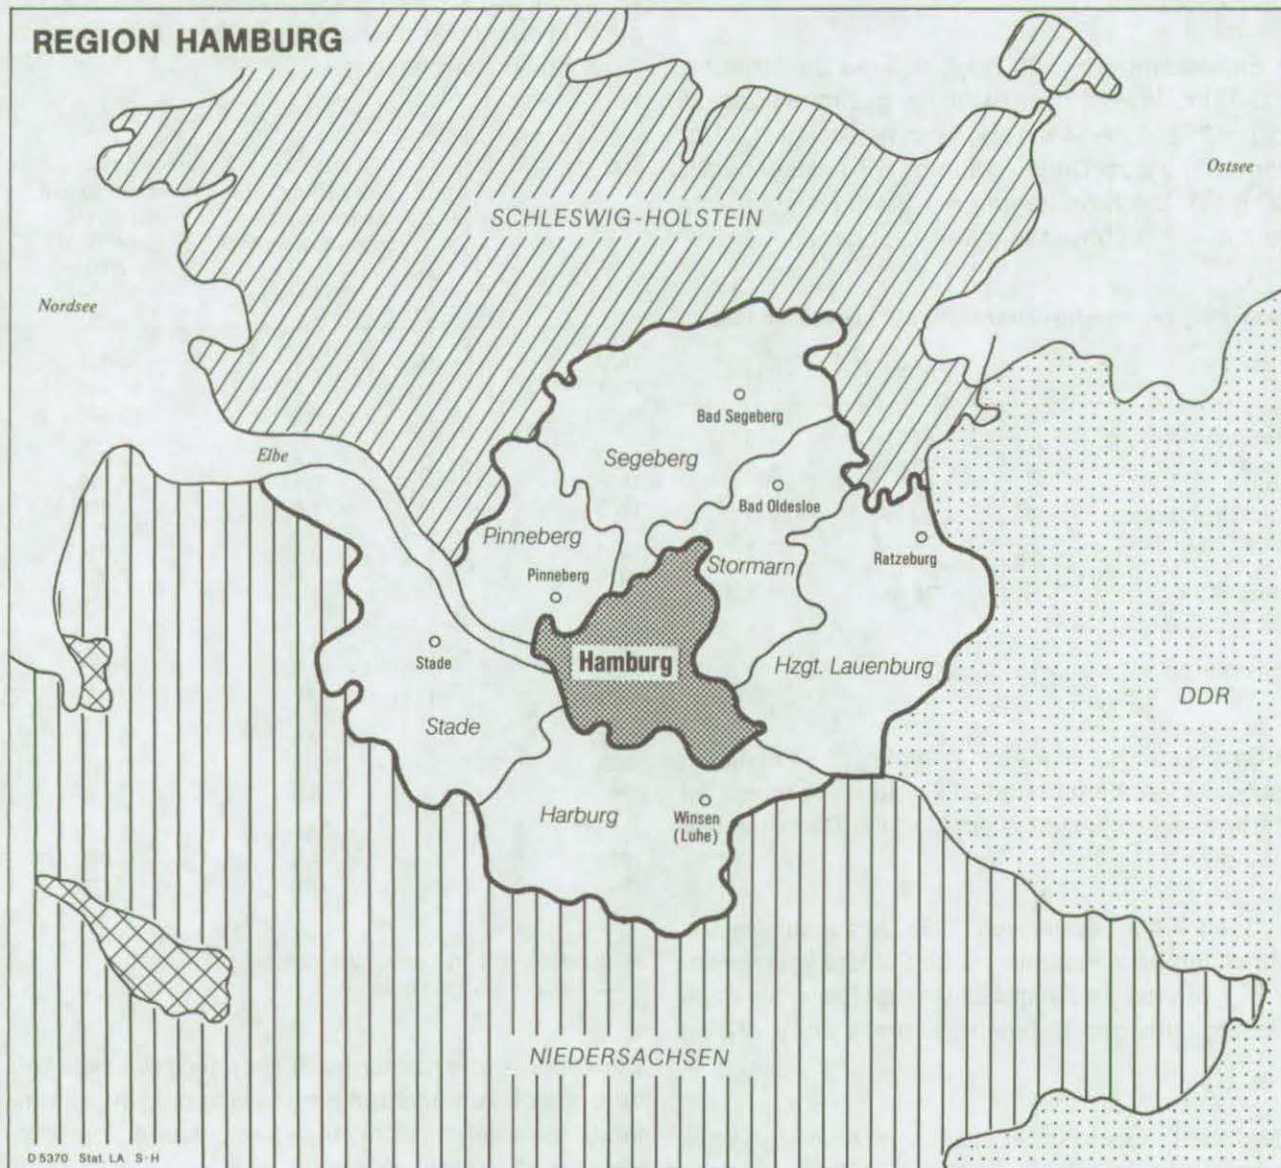 REGION HAMBURG
Ostsee
SCHLESWIG-HOLSTEIN
Nordsee
Bad Segeberg
Elbe
Segeberg
Bad Oldesloe
Pinneberg
Ratzeburg
Stormarn
Pinneberg
Stade
Hamburg
Hzgt. Lauenburg
DDR
Stade
Harburg
Winsen
(Luhe)
NIEDERSACHSEN
D 5370 Stat. LA S-H